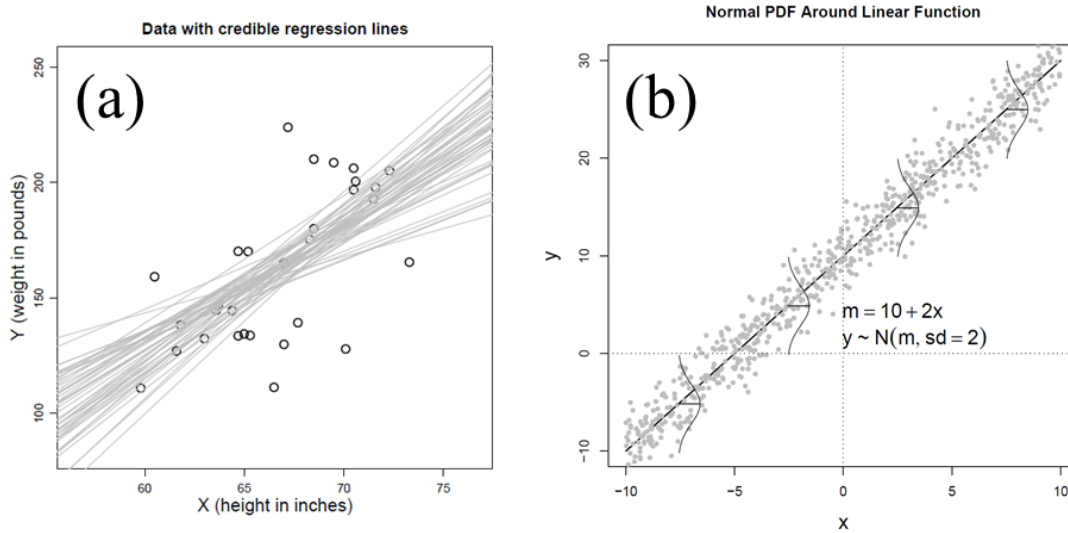 Data with credible regression lines
(a)
Y (weight in pounds)
250
200
150
100
60
65
70
75
X (height in inches)
Normal PDF Around Linear Function
(b)
y
30
20
10
0
−10
m = 10 + 2x
y ~ N(m, sd = 2)
−10
−5
0
5
10
x